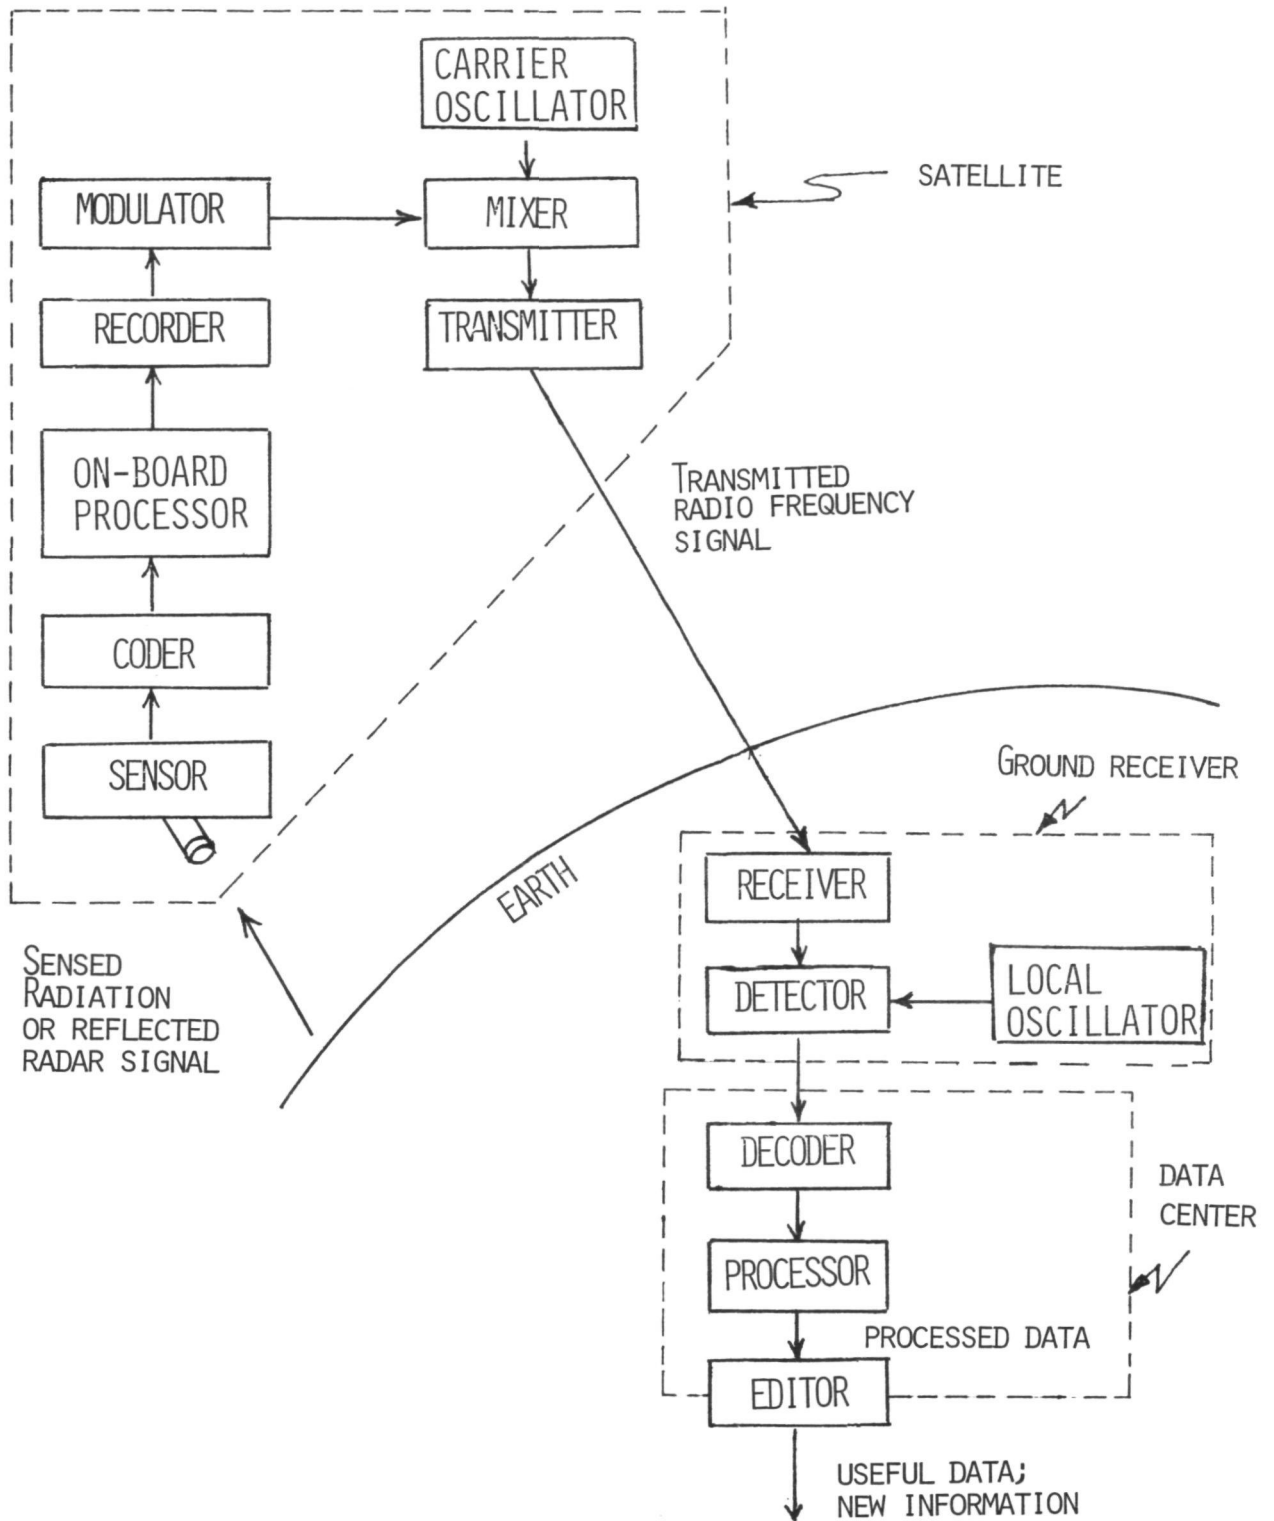 CARRIER
OSCILLATOR
MODULATOR
MIXER
SATELLITE
RECORDER
TRANSMITTER
ON-BOARD
PROCESSOR
TRANSMITTED
RADIO FREQUENCY
SIGNAL
CODER
SENSOR
GROUND RECEIVER
EARTH
RECEIVER
SENSED
RADIATION
OR REFLECTED
RADAR SIGNAL
DETECTOR
LOCAL
OSCILLATOR
DECODER
DATA
CENTER
PROCESSOR
PROCESSED DATA
EDITOR
USEFUL DATA;
NEW INFORMATION